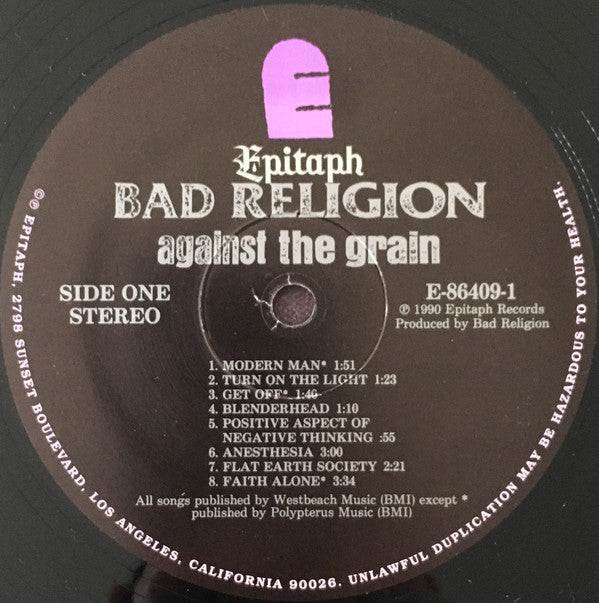 E
Epitaph
BAD RELIGION
against the grain
SIDE ONE
STEREO
E-86409-1
℗ 1990 Epitaph Records
Produced by Bad Religion
1. MODERN MAN* 1:51
2. TURN ON THE LIGHT 1:23
3. GET OFF* 1:40
4. BLENDERHEAD 1:10
5. POSITIVE ASPECT OF
NEGATIVE THINKING :55
6. ANESTHESIA 3:00
7. FLAT EARTH SOCIETY 2:21
8. FAITH ALONE* 3:34
All songs published by Westbeach Music (BMI) except *
published by Polypterus Music (BMI)
©℗ EPITAPH, 2798 SUNSET BOULEVARD, LOS ANGELES, CALIFORNIA 90026. UNLAWFUL DUPLICATION MAY BE HAZARDOUS TO YOUR HEALTH.